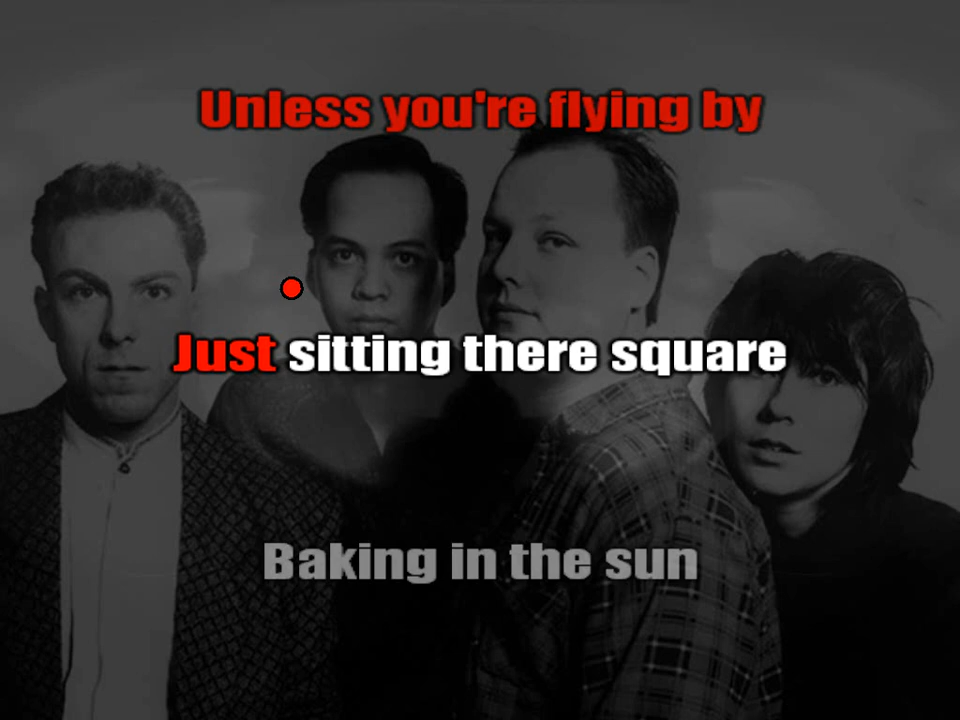 Unless you're flying by
Just sitting there square
Baking in the sun